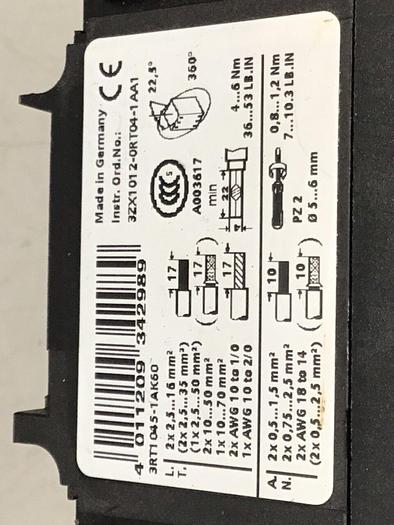 4 011209 342989
3RT1045-1AK60
Made in Germany
Instr. Ord.No.:
3ZX1012-0RT04-1AA1
CE
22,5°
360°
CCC
A003617
L. 2x 2,5...16 mm²
T. (2x 2,5...35 mm²)
(1x 2,5...50 mm²)
2x 10...50 mm²
1x 10...70 mm²
2x AWG 10 to 1/0
1x AWG 10 to 2/0
17
(17)
17
min
22
4
4...6 Nm
36...53 LB.IN
A. 2x 0,5...1,5 mm²
N. 2x 0,75...2,5 mm²
2x AWG 18 to 14
(2x 0,5...2,5 mm²)
10
(10)
PZ 2
Ø 5...6 mm
0,8...1,2 Nm
7...10.3 LB.IN